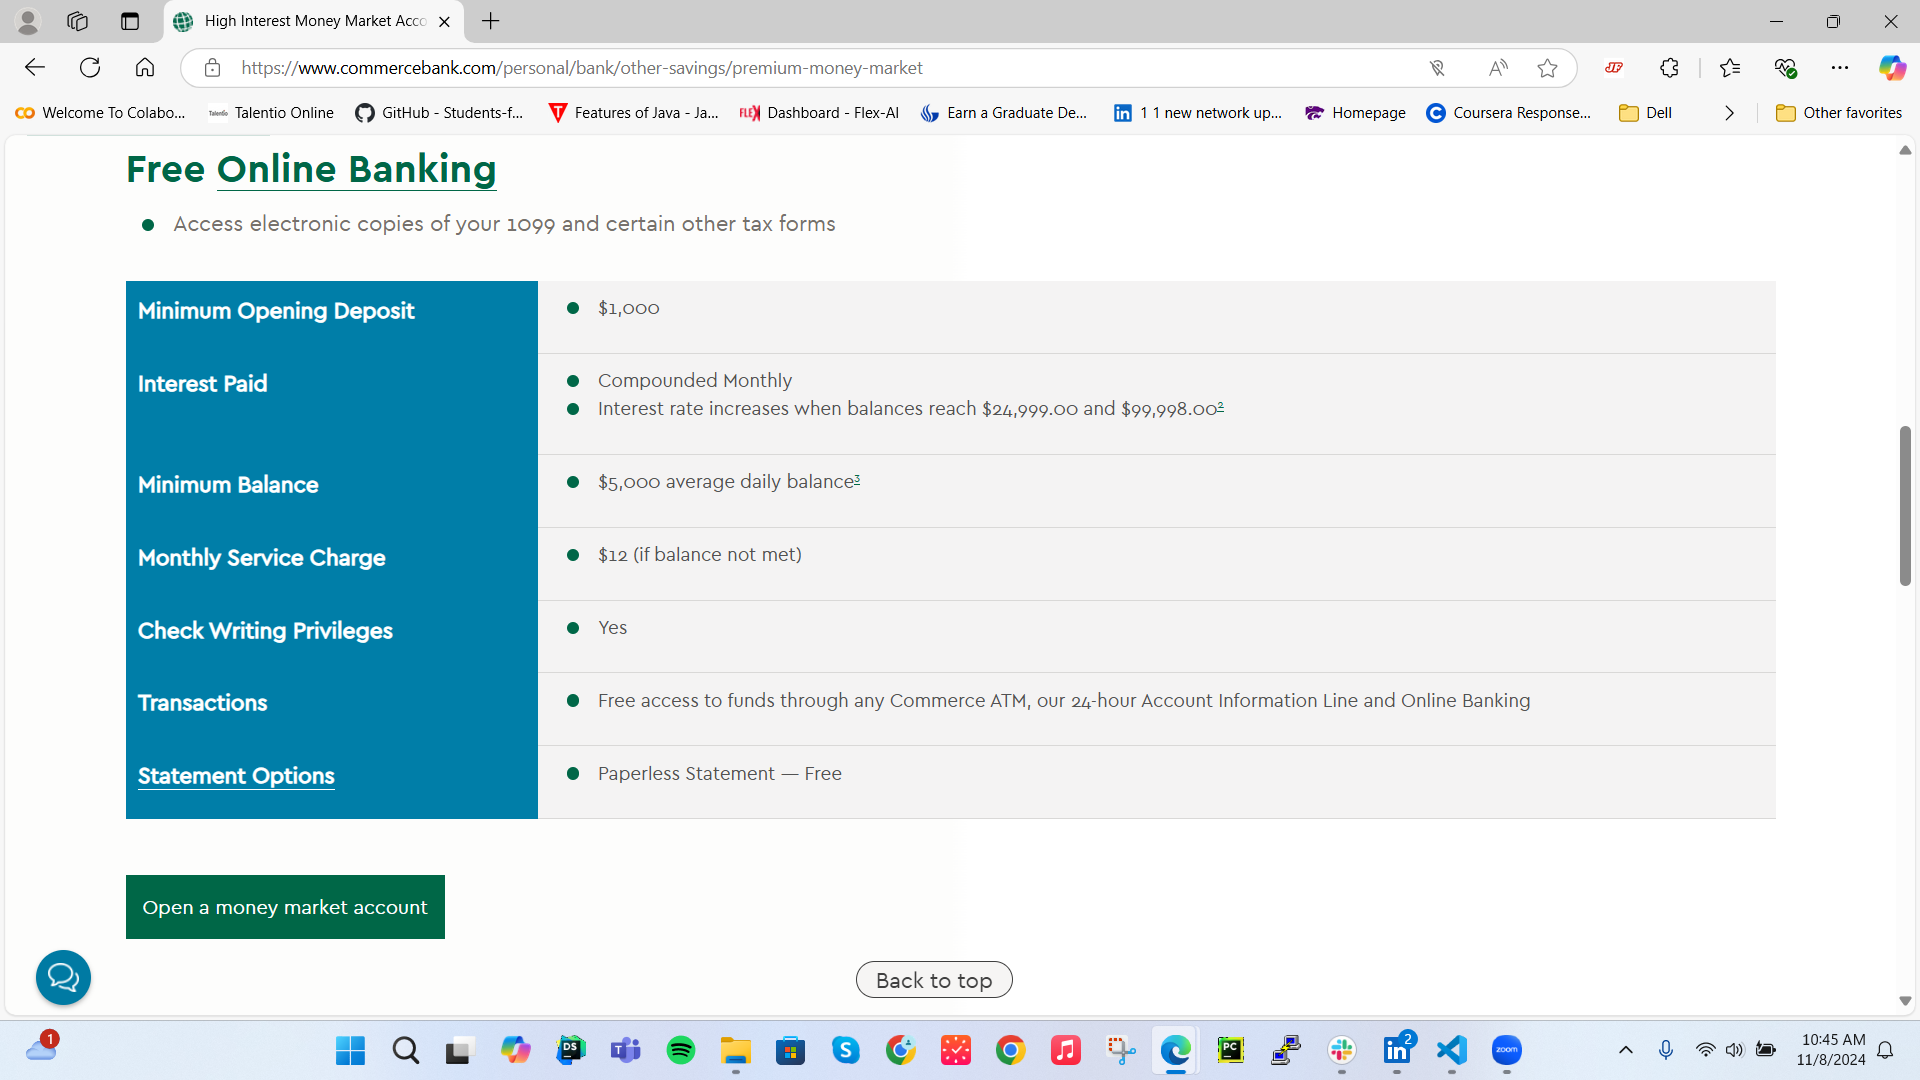 High Interest Money Market Acco
https://www.commercebank.com/personal/bank/other-savings/premium-money-market
Welcome To Colabo...
Talentio Online
GitHub - Students-f...
Features of Java - Ja...
Dashboard - Flex-AI
Earn a Graduate De...
1 1 new network up...
Homepage
Coursera Response...
Dell
Other favorites
Free Online Banking
Access electronic copies of your 1099 and certain other tax forms
Minimum Opening Deposit
$1,000
Interest Paid
Compounded Monthly
Interest rate increases when balances reach $24,999.00 and $99,998.00²
Minimum Balance
$5,000 average daily balance³
Monthly Service Charge
$12 (if balance not met)
Check Writing Privileges
Yes
Transactions
Free access to funds through any Commerce ATM, our 24-hour Account Information Line and Online Banking
Statement Options
Paperless Statement — Free
Open a money market account
Back to top
1
DS
PC
2
zoom
10:45 AM
11/8/2024